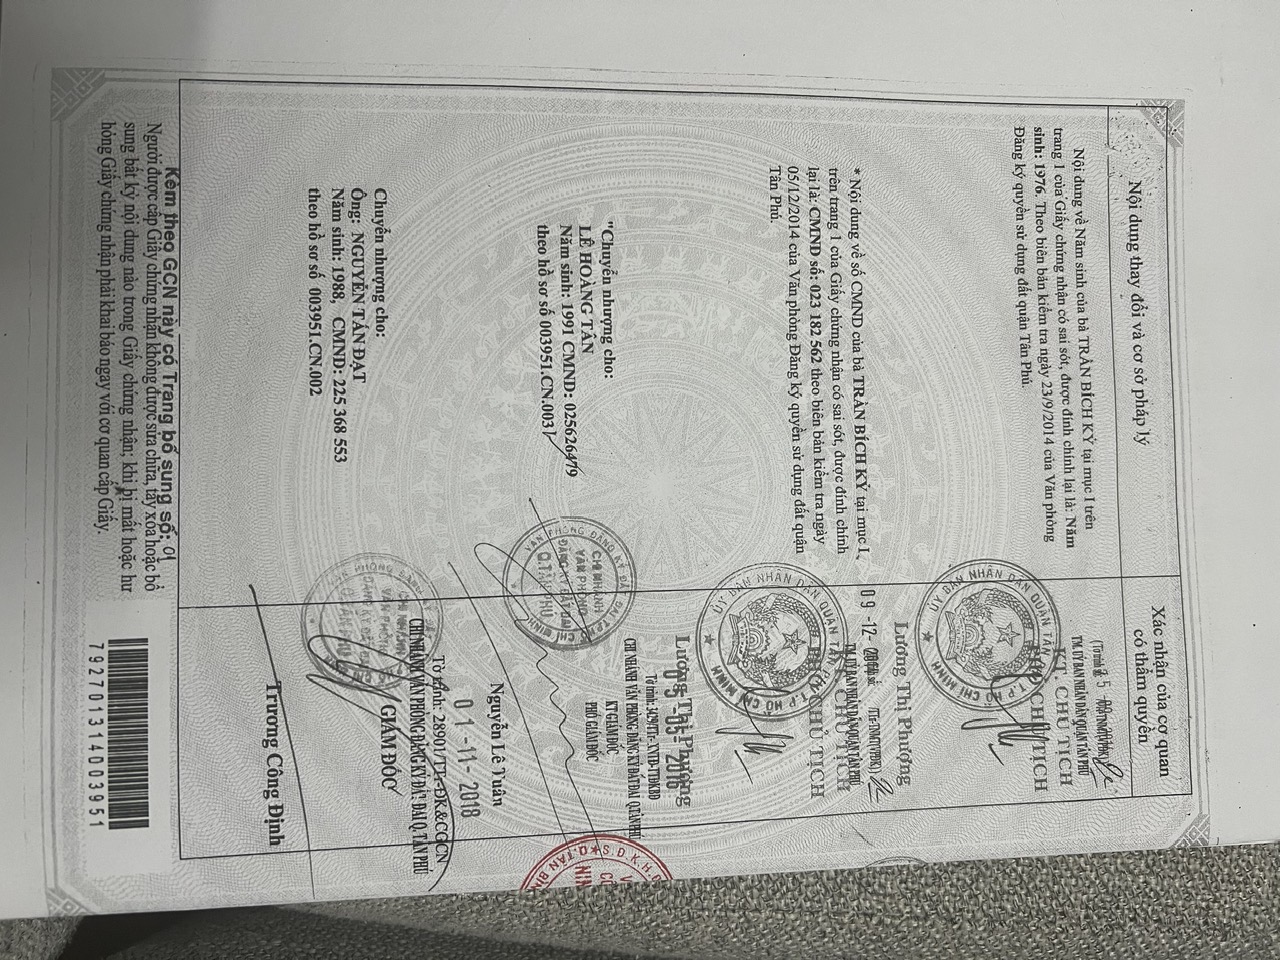 Nội dung thay đổi và cơ sở pháp lý
Xác nhận của cơ quan
có thẩm quyền
Nội dung về Năm sinh của bà TRẦN BÍCH KỶ tại mục I trên
trang 1 của Giấy chứng nhận có sai sót, được đính chính lại là: Năm
sinh: 1976. Theo biên bản kiểm tra ngày 23/9/2014 của Văn phòng
Đăng ký quyền sử dụng đất quận Tân Phú.
TM. ỦY BAN NHÂN DÂN QUẬN TÂN PHÚ
KT. CHỦ TỊCH
PHÓ CHỦ TỊCH
ỦY BAN NHÂN DÂN QUẬN TÂN
T.P HỒ CHÍ MINH
Lương Thị Phượng
* Nội dung về số CMND của bà TRẦN BÍCH KỶ tại mục I,
trên trang 1 của Giấy chứng nhận có sai sót, được đính chính
lại là: CMND số: 023 182 562 theo biên bản kiểm tra ngày
05/12/2014 của Văn phòng Đăng ký quyền sử dụng đất quận
Tân Phú.
09 -12-
TM. ỦY BAN NHÂN DÂN QUẬN TÂN PHÚ
KT. CHỦ TỊCH
PHÓ CHỦ TỊCH
ỦY BAN NHÂN DÂN QUẬN TÂN
T.P HỒ CHÍ MINH
Lương Thị Phượng
"Chuyển nhượng cho:
LÊ HOÀNG TÂN
Năm sinh: 1991 CMND: 025626479
theo hồ sơ số 003951.CN.003
2016
CHI NHÁNH VĂN PHÒNG ĐĂNG KÝ ĐẤT ĐAI Q.TÂN PHÚ
KT.GIÁM ĐỐC
PHÓ GIÁM ĐỐC
VĂN PHÒNG ĐĂNG KÝ ĐẤT ĐAI TP.HỒ CHÍ MINH
CHI NHÁNH
VĂN PHÒNG
ĐĂNG KÝ ĐẤT ĐAI
Q.TÂN PHÚ
Nguyễn Lê Tuân
Chuyển nhượng cho:
Ông: NGUYỄN TẤN ĐẠT
Năm sinh: 1988, CMND: 225 368 553
theo hồ sơ số 003951.CN.002
01-11-2018
Tờ trình: 28901/TTr-ĐK&CGCN
CHI NHÁNH VĂN PHÒNG ĐĂNG KÝ ĐẤT ĐAI Q. TÂN PHÚ
GIÁM ĐỐC
Trương Công Định
Kèm theo GCN này có Trang bổ sung số: 01
Người được cấp Giấy chứng nhận không được sửa chữa, tẩy xóa hoặc bổ
sung bất kỳ nội dung nào trong Giấy chứng nhận; khi bị mất hoặc hư
hỏng Giấy chứng nhận phải khai báo ngay với cơ quan cấp Giấy.
792701314003951